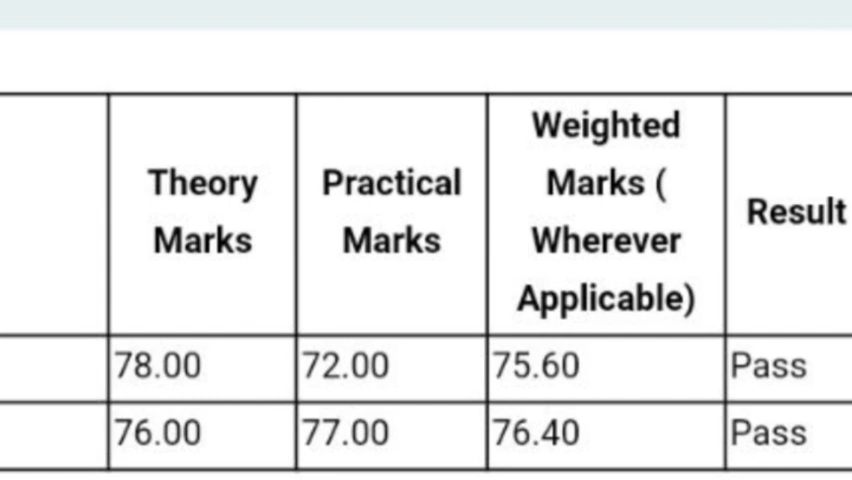 Theory Marks
Practical Marks
Weighted Marks ( Wherever Applicable)
Result
78.00 72.00 75.60 Pass
76.00 77.00 76.40 Pass